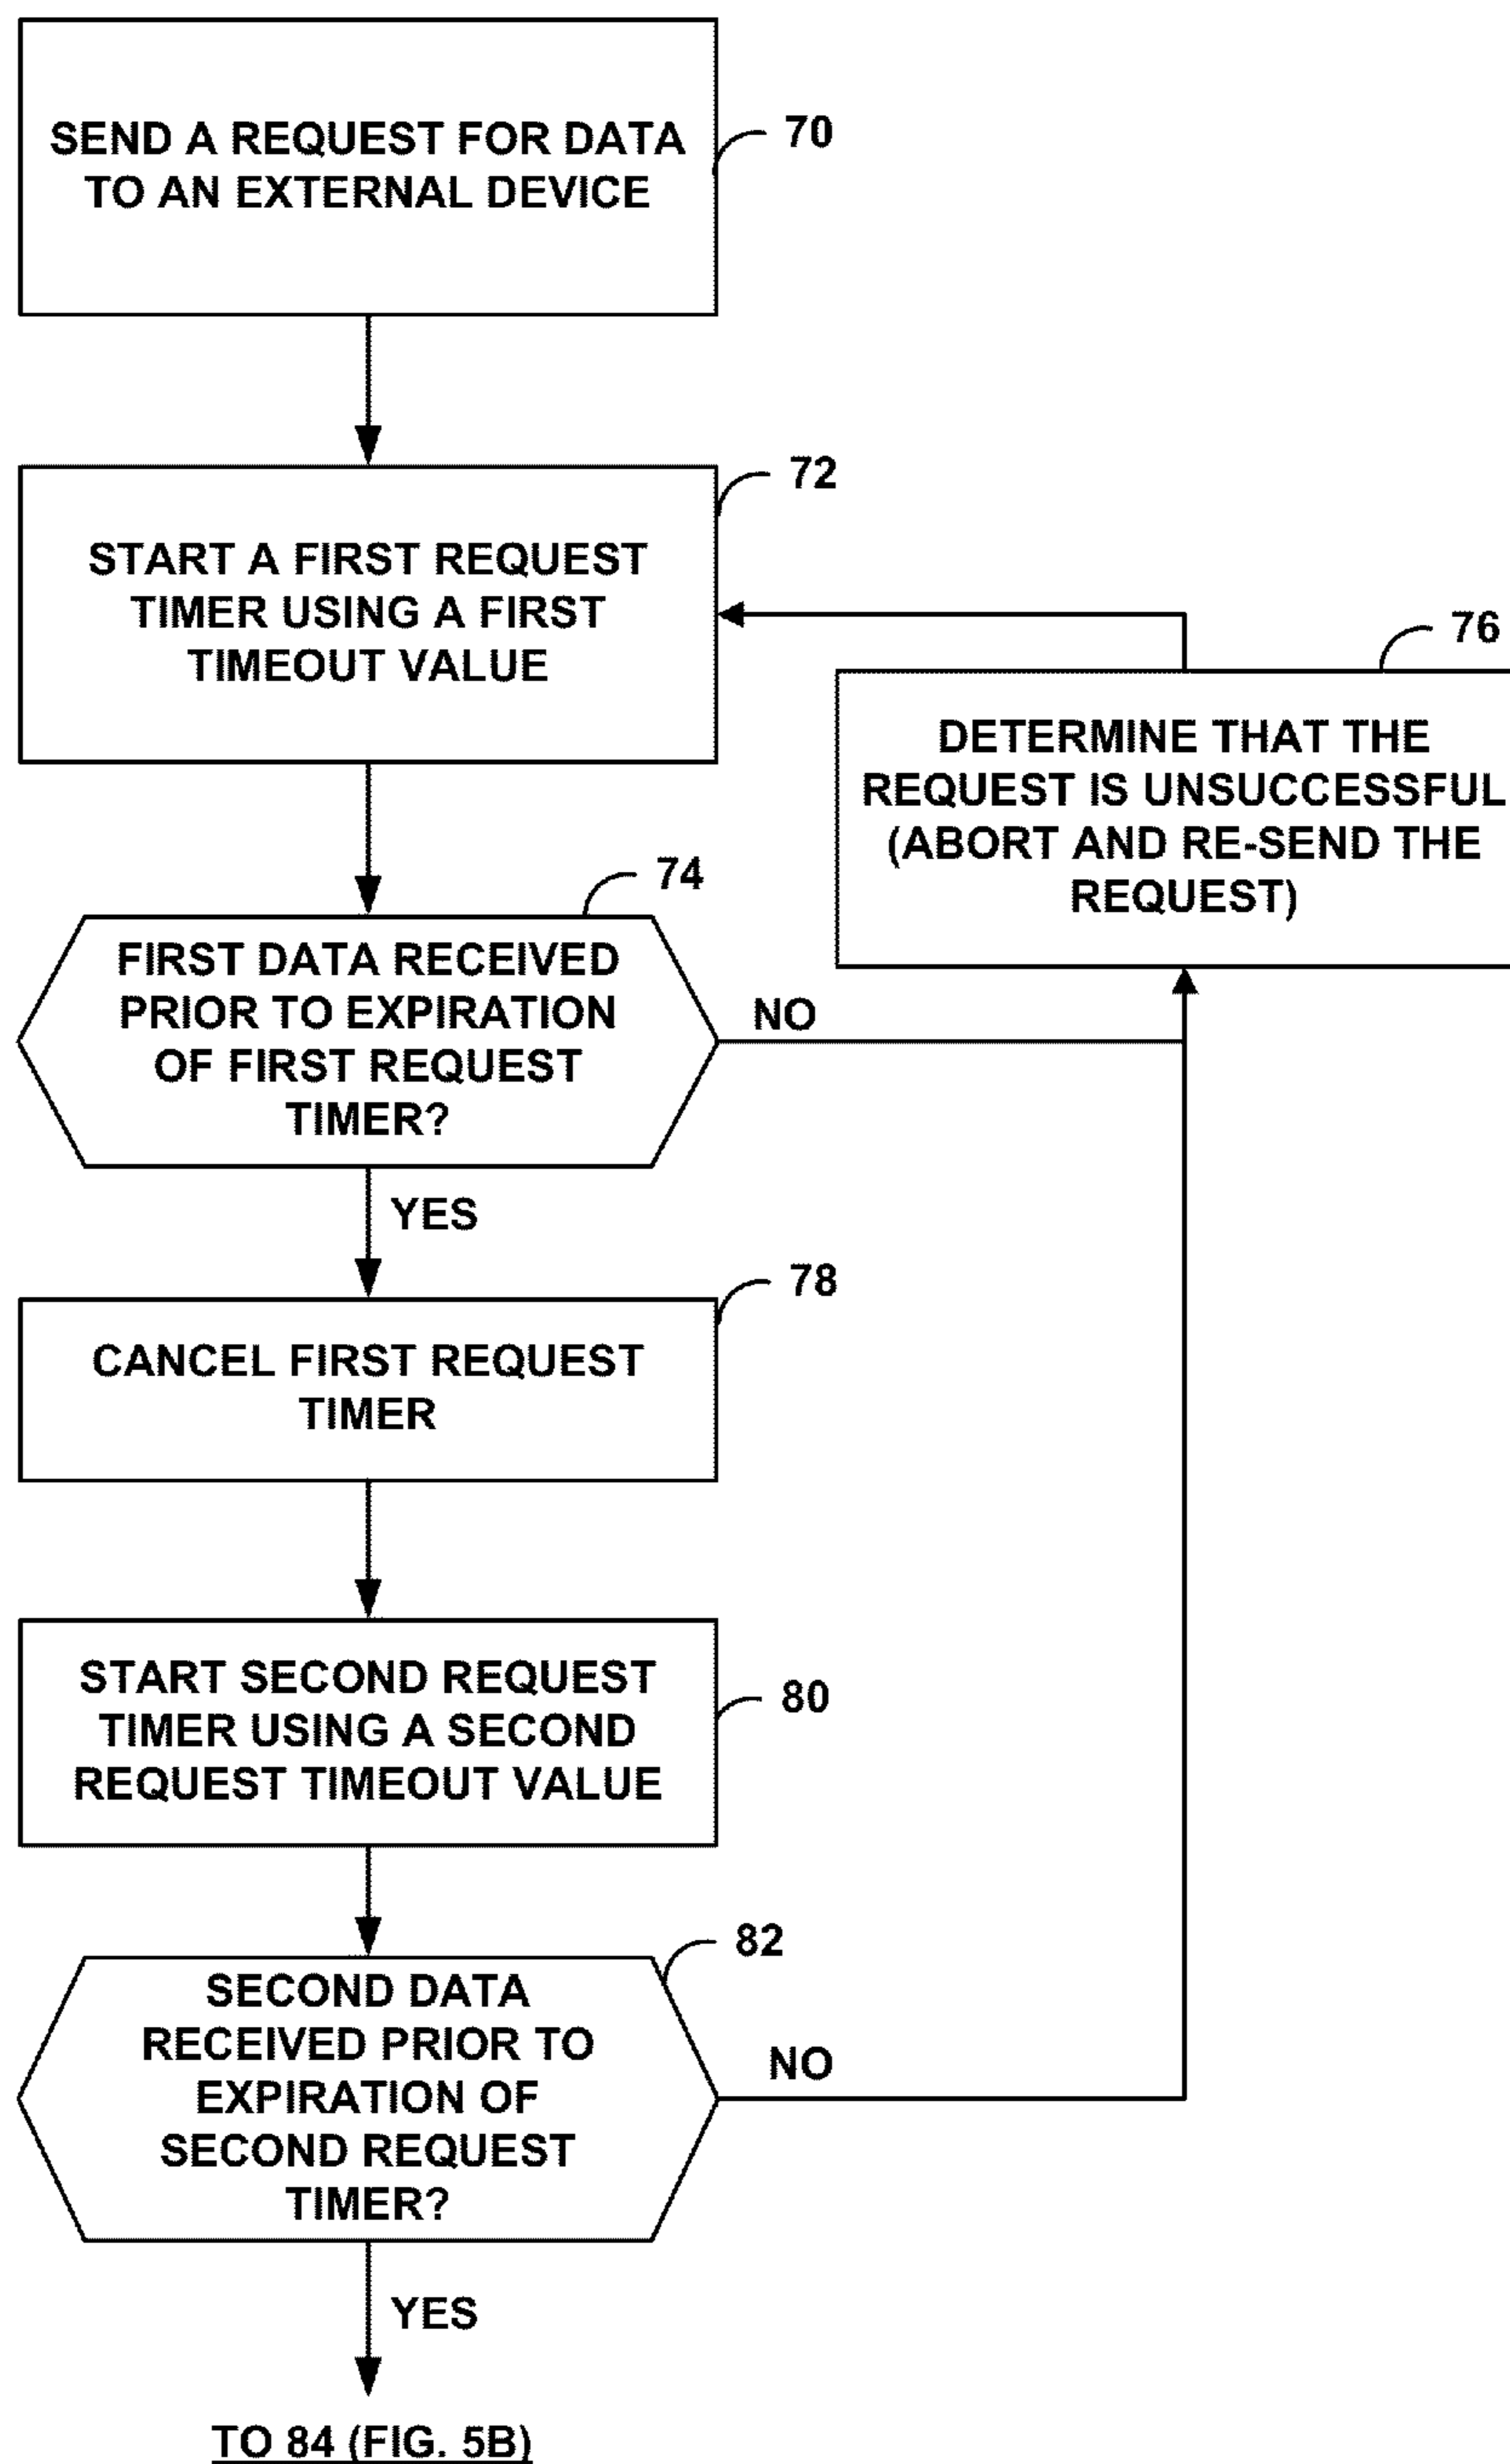 SEND A REQUEST FOR DATA
TO AN EXTERNAL DEVICE
70
START A FIRST REQUEST
TIMER USING A FIRST
TIMEOUT VALUE
72
DETERMINE THAT THE
REQUEST IS UNSUCCESSFUL
(ABORT AND RE-SEND THE
REQUEST)
76
FIRST DATA RECEIVED
PRIOR TO EXPIRATION
OF FIRST REQUEST
TIMER?
74
NO
YES
CANCEL FIRST REQUEST
TIMER
78
START SECOND REQUEST
TIMER USING A SECOND
REQUEST TIMEOUT VALUE
80
SECOND DATA
RECEIVED PRIOR TO
EXPIRATION OF
SECOND REQUEST
TIMER?
82
NO
YES
TO 84 (FIG. 5B)